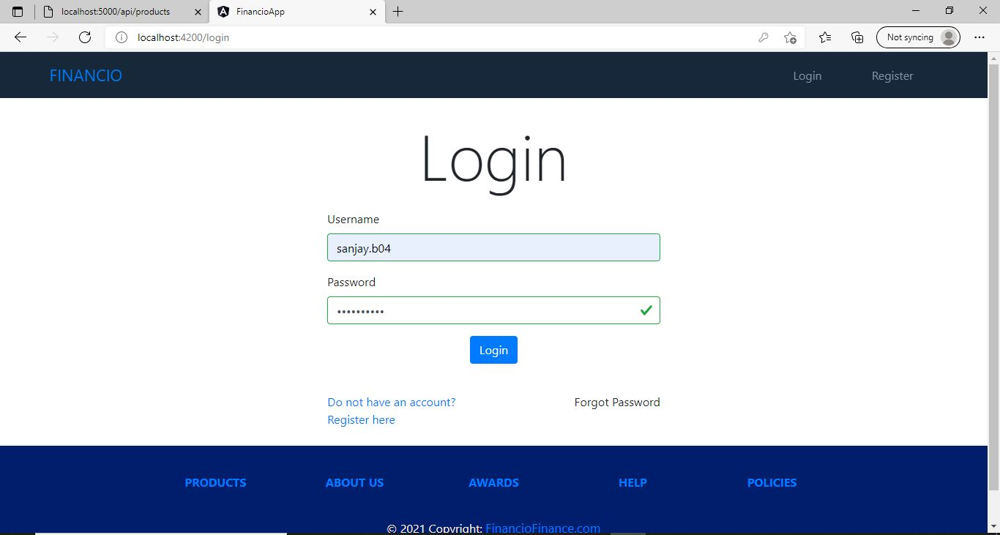 localhost:5000/api/products
FinancioApp
localhost:4200/login
Not syncing
FINANCIO
Login
Register
Login
Username
sanjay.b04
Password
••••••••••
Login
Do not have an account?
Register here
Forgot Password
PRODUCTS
ABOUT US
AWARDS
HELP
POLICIES
© 2021 Copyright: FinancioFinance.com